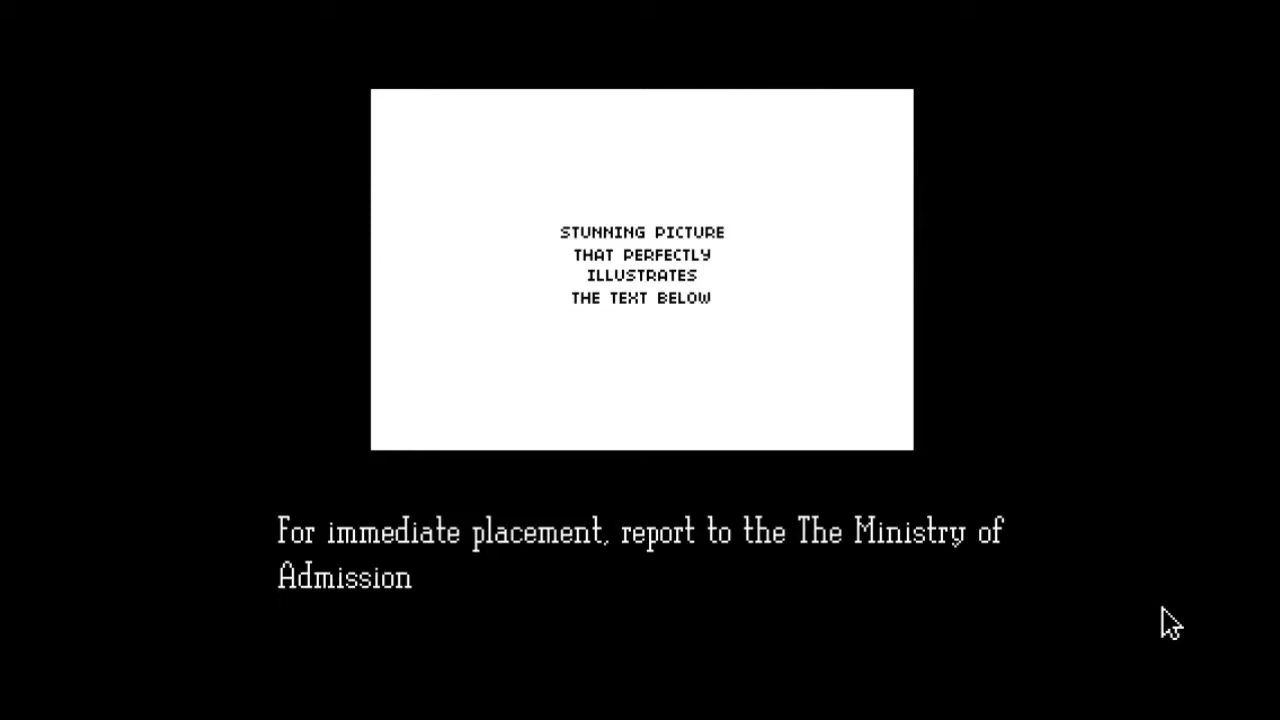 STUNNING PICTURE
THAT PERFECTLY
ILLUSTRATES
THE TEXT BELOW
For immediate placement, report to the The Ministry of
Admission